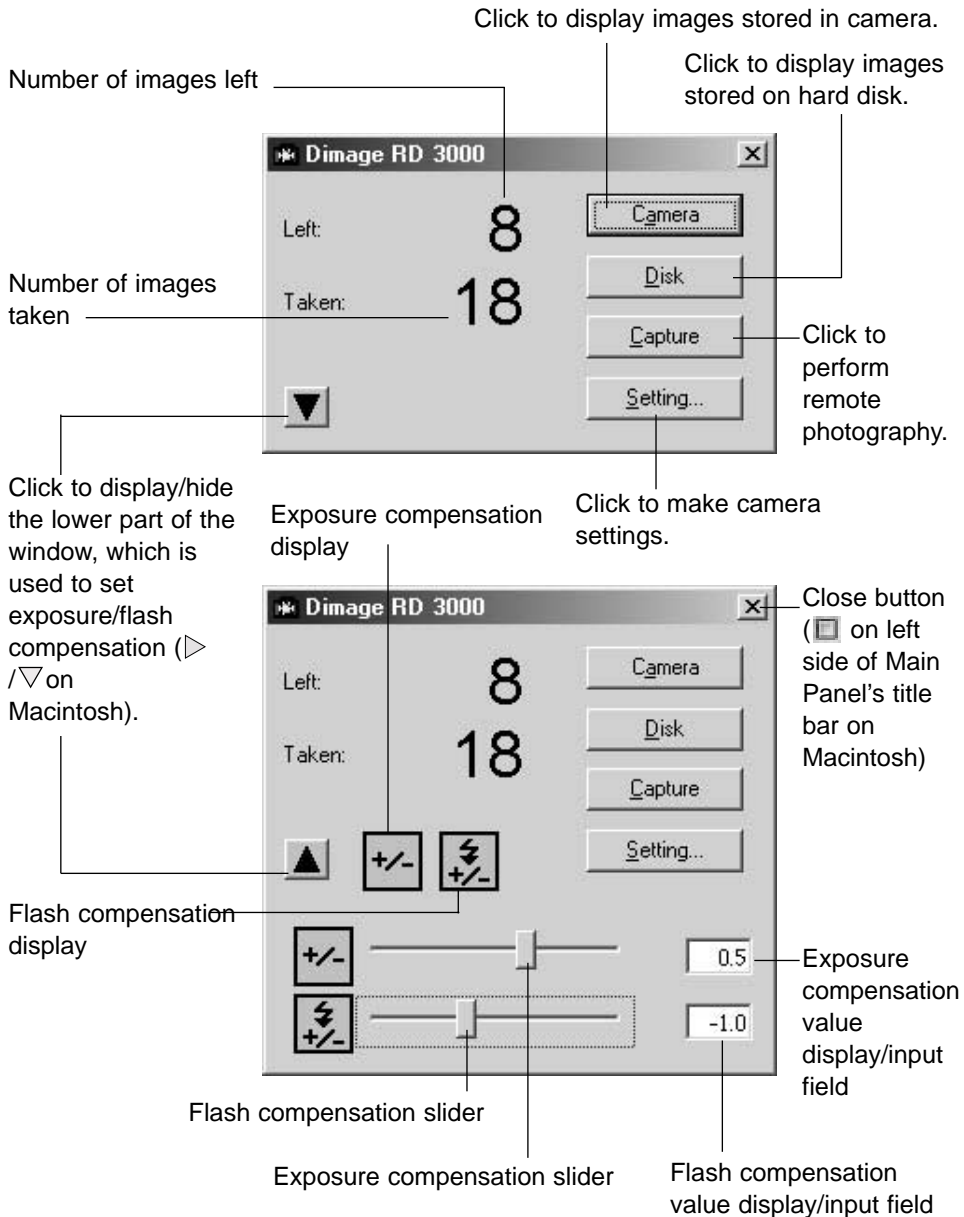 Click to display images stored in camera.
Number of images left
Click to display images
stored on hard disk.
Dimage RD 3000
Left:
8
Camera
Number of images
taken
Taken:
18
Disk
Capture
Click to
perform
remote
photography.
Setting...
▼
Click to display/hide
the lower part of the
window, which is
used to set
exposure/flash
compensation (▷
/▽on
Macintosh).
Exposure compensation
display
Click to make camera
settings.
Dimage RD 3000
Close button
( on left
side of Main
Panel's title
bar on
Macintosh)
Left:
8
Camera
Taken:
18
Disk
Capture
Setting...
▲
+/-
+/-
Flash compensation
display
+/-
0.5
Exposure
compensation
value
display/input
field
+/-
-1.0
Flash compensation slider
Exposure compensation slider
Flash compensation
value display/input field